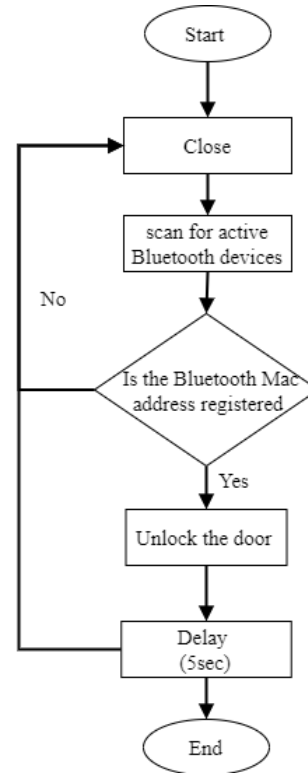 Start
Close
scan for active
Bluetooth devices
No
Is the Bluetooth Mac
address registered
Yes
Unlock the door
Delay
(5sec)
End